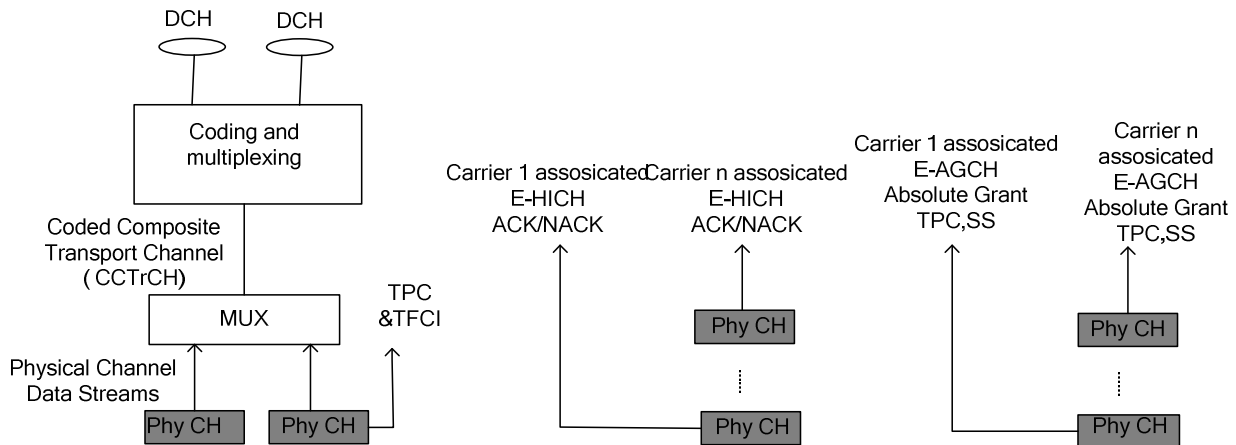 DCH
DCH
Coding and
multiplexing
Coded Composite
Transport Channel
( CCTrCH)
MUX
TPC
&TFCI
Physical Channel
Data Streams
Phy CH
Phy CH
Carrier 1 assosicated
E-HICH
ACK/NACK
Carrier n assosicated
E-HICH
ACK/NACK
Phy CH
Phy CH
Carrier 1 assosicated
E-AGCH
Absolute Grant
TPC,SS
Carrier n
assosicated
E-AGCH
Absolute Grant
TPC,SS
Phy CH
Phy CH